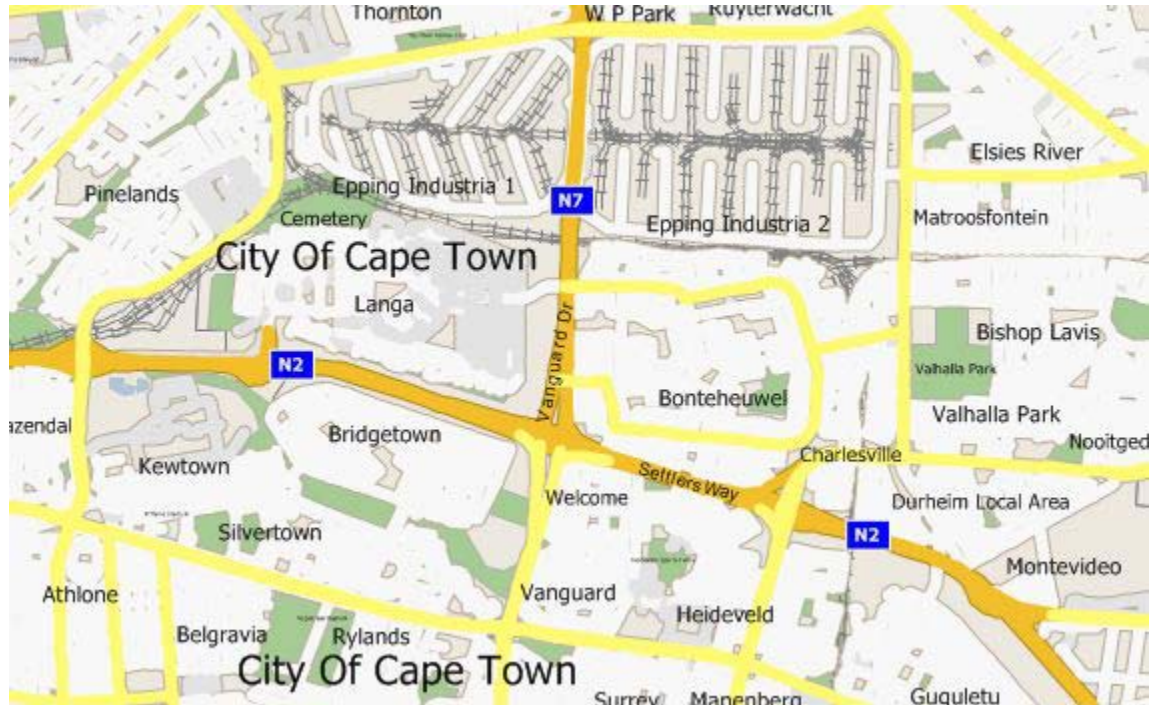 Thornton
W P Park
Ruyterwacht
Elsies River
Pinelands
Epping Industria 1
N7
Cemetery
Epping Industria 2
Matroosfontein
City Of Cape Town
Langa
Vanguard Dr
Bishop Lavis
N2
Valhalla Park
Bonteheuwel
Valhalla Park
azendal
Bridgetown
Nooitged
Kewtown
Charlesville
Settlers Way
Welcome
Durheim Local Area
Silvertown
N2
Montevideo
Athlone
Vanguard
Heideveld
Belgravia
Rylands
City Of Cape Town
Surrey
Manenberg
Guguletu